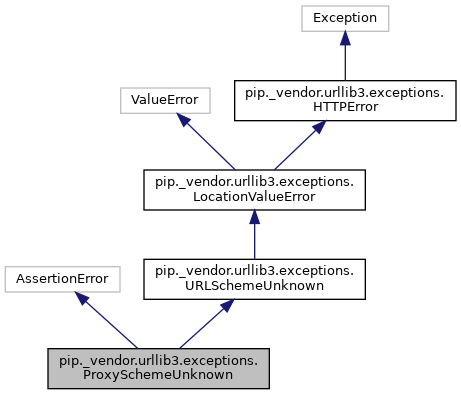 Exception
ValueError
pip._vendor.urllib3.exceptions.
HTTPError
pip._vendor.urllib3.exceptions.
LocationValueError
AssertionError
pip._vendor.urllib3.exceptions.
URLSchemeUnknown
pip._vendor.urllib3.exceptions.
ProxySchemeUnknown